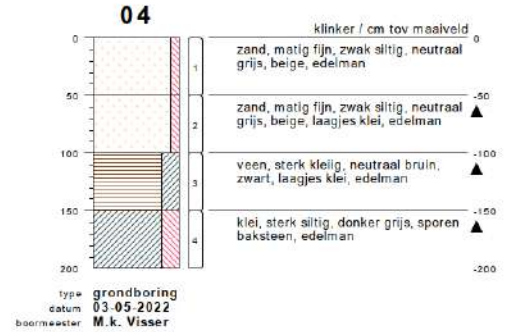 04
klinker / cm tov maaiveld
0
0
zand, matig fijn, zwak siltig, neutraal
grijs, beige, edelman
1
50
-50
zand, matig fijn, zwak siltig, neutraal
grijs, beige, laagjes klei, edelman
2
100
-100
veen, sterk kleiig, neutraal bruin,
zwart, laagjes klei, edelman
3
150
-150
klei, sterk siltig, donker grijs, sporen
baksteen, edelman
4
200
-200
type grondboring
datum 03-05-2022
boormeester M.k. Visser